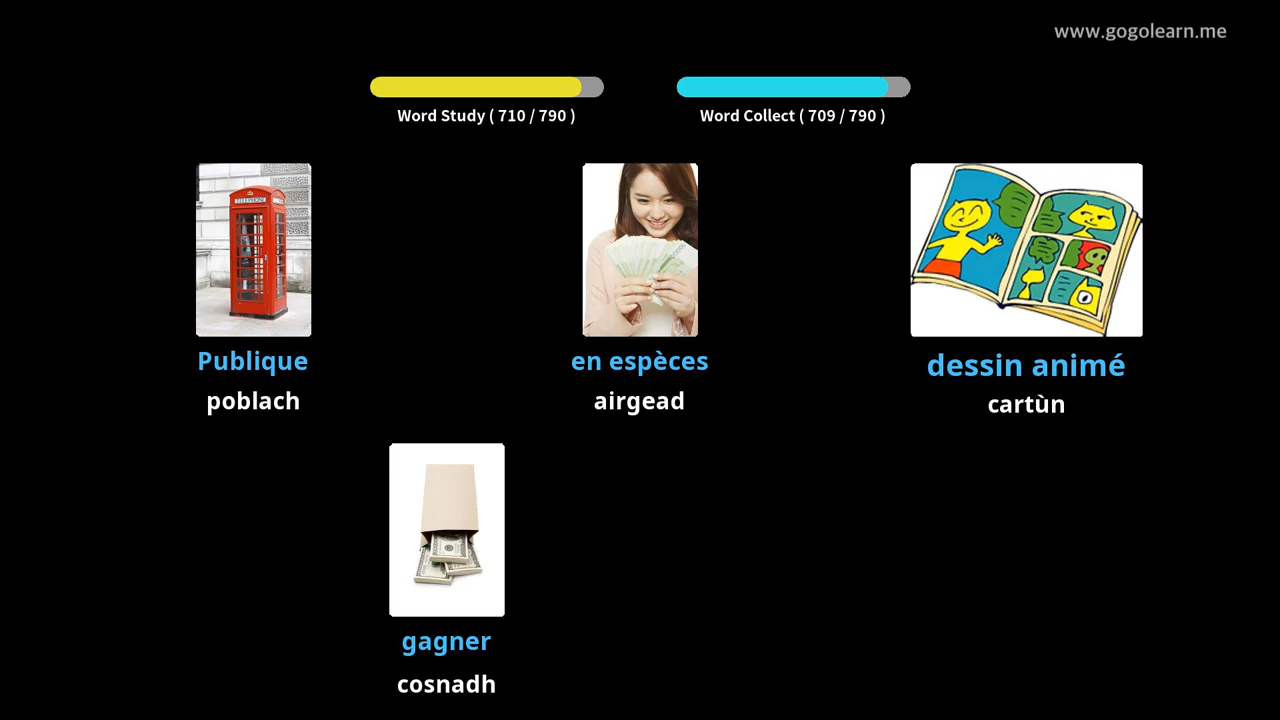 www.gogolearn.me
Word Study ( 710 / 790 )
Word Collect ( 709 / 790 )
TELEPHONE
Publique
en espèces
dessin animé
poblach
airgead
cartùn
gagner
cosnadh